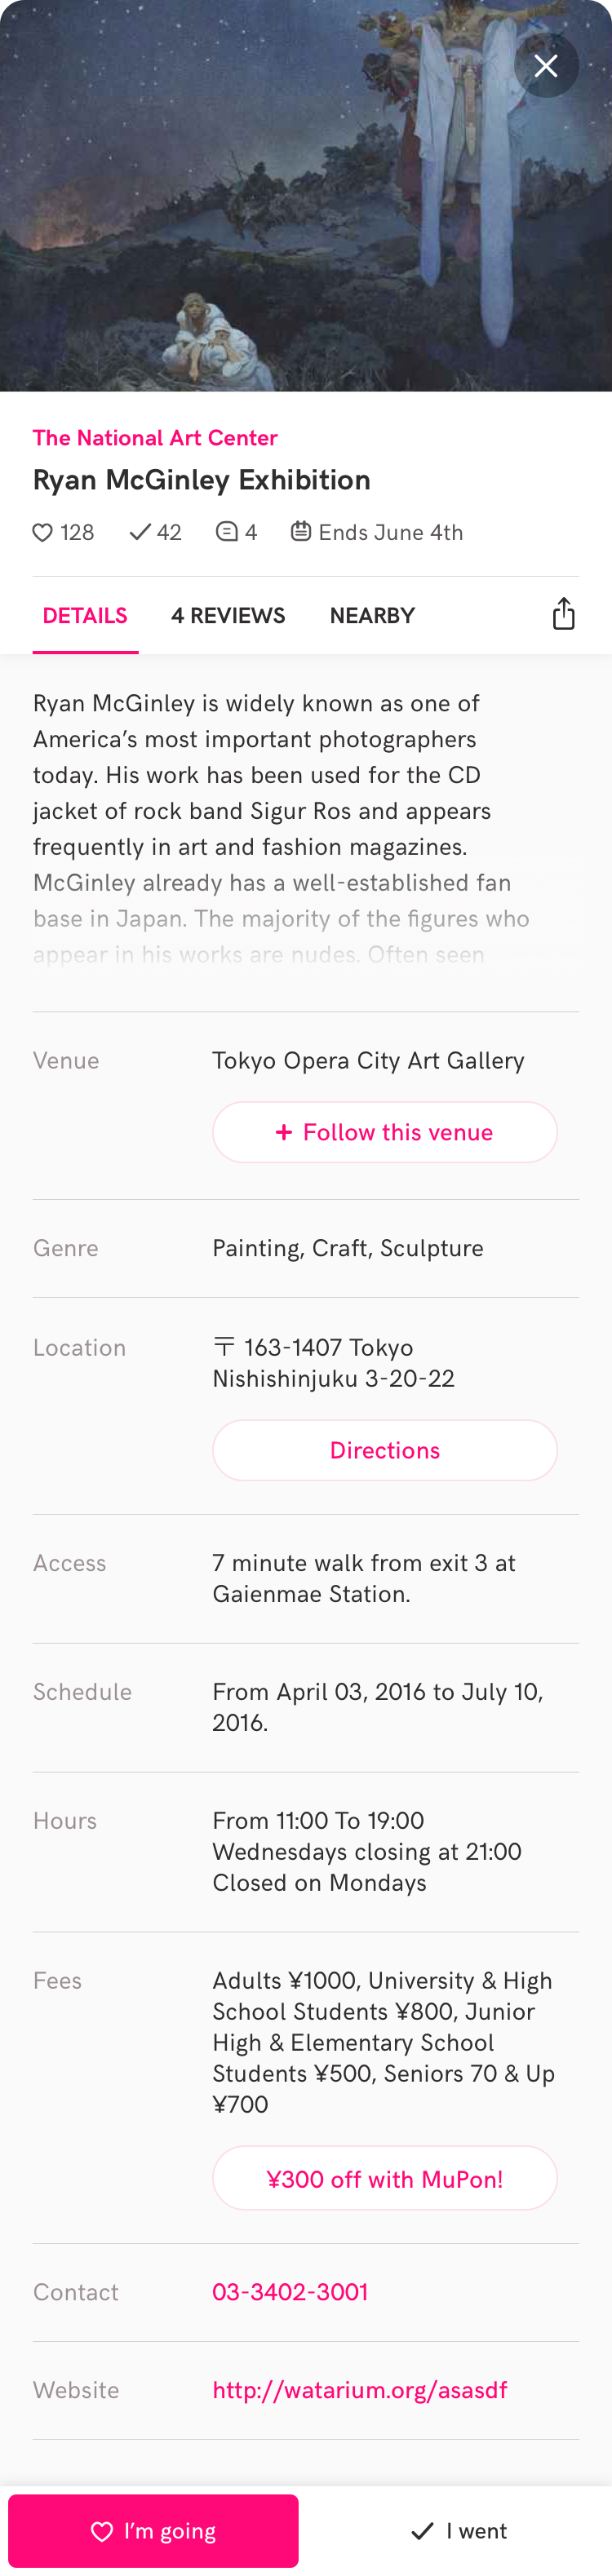 The National Art Center
Ryan McGinley Exhibition
128 42 4 Ends June 4th
DETAILS 4 REVIEWS NEARBY
Ryan McGinley is widely known as one of
America’s most important photographers
today. His work has been used for the CD
jacket of rock band Sigur Ros and appears
frequently in art and fashion magazines.
McGinley already has a well-established fan
base in Japan. The majority of the figures who
appear in his works are nudes. Often seen
Venue Tokyo Opera City Art Gallery
+ Follow this venue
Genre Painting, Craft, Sculpture
Location 〒 163-1407 Tokyo
Nishishinjuku 3-20-22
Directions
Access 7 minute walk from exit 3 at
Gaienmae Station.
Schedule From April 03, 2016 to July 10,
2016.
Hours From 11:00 To 19:00
Wednesdays closing at 21:00
Closed on Mondays
Fees Adults ¥1000, University & High
School Students ¥800, Junior
High & Elementary School
Students ¥500, Seniors 70 & Up
¥700
¥300 off with MuPon!
Contact 03-3402-3001
Website http://watarium.org/asasdf
I’m going I went